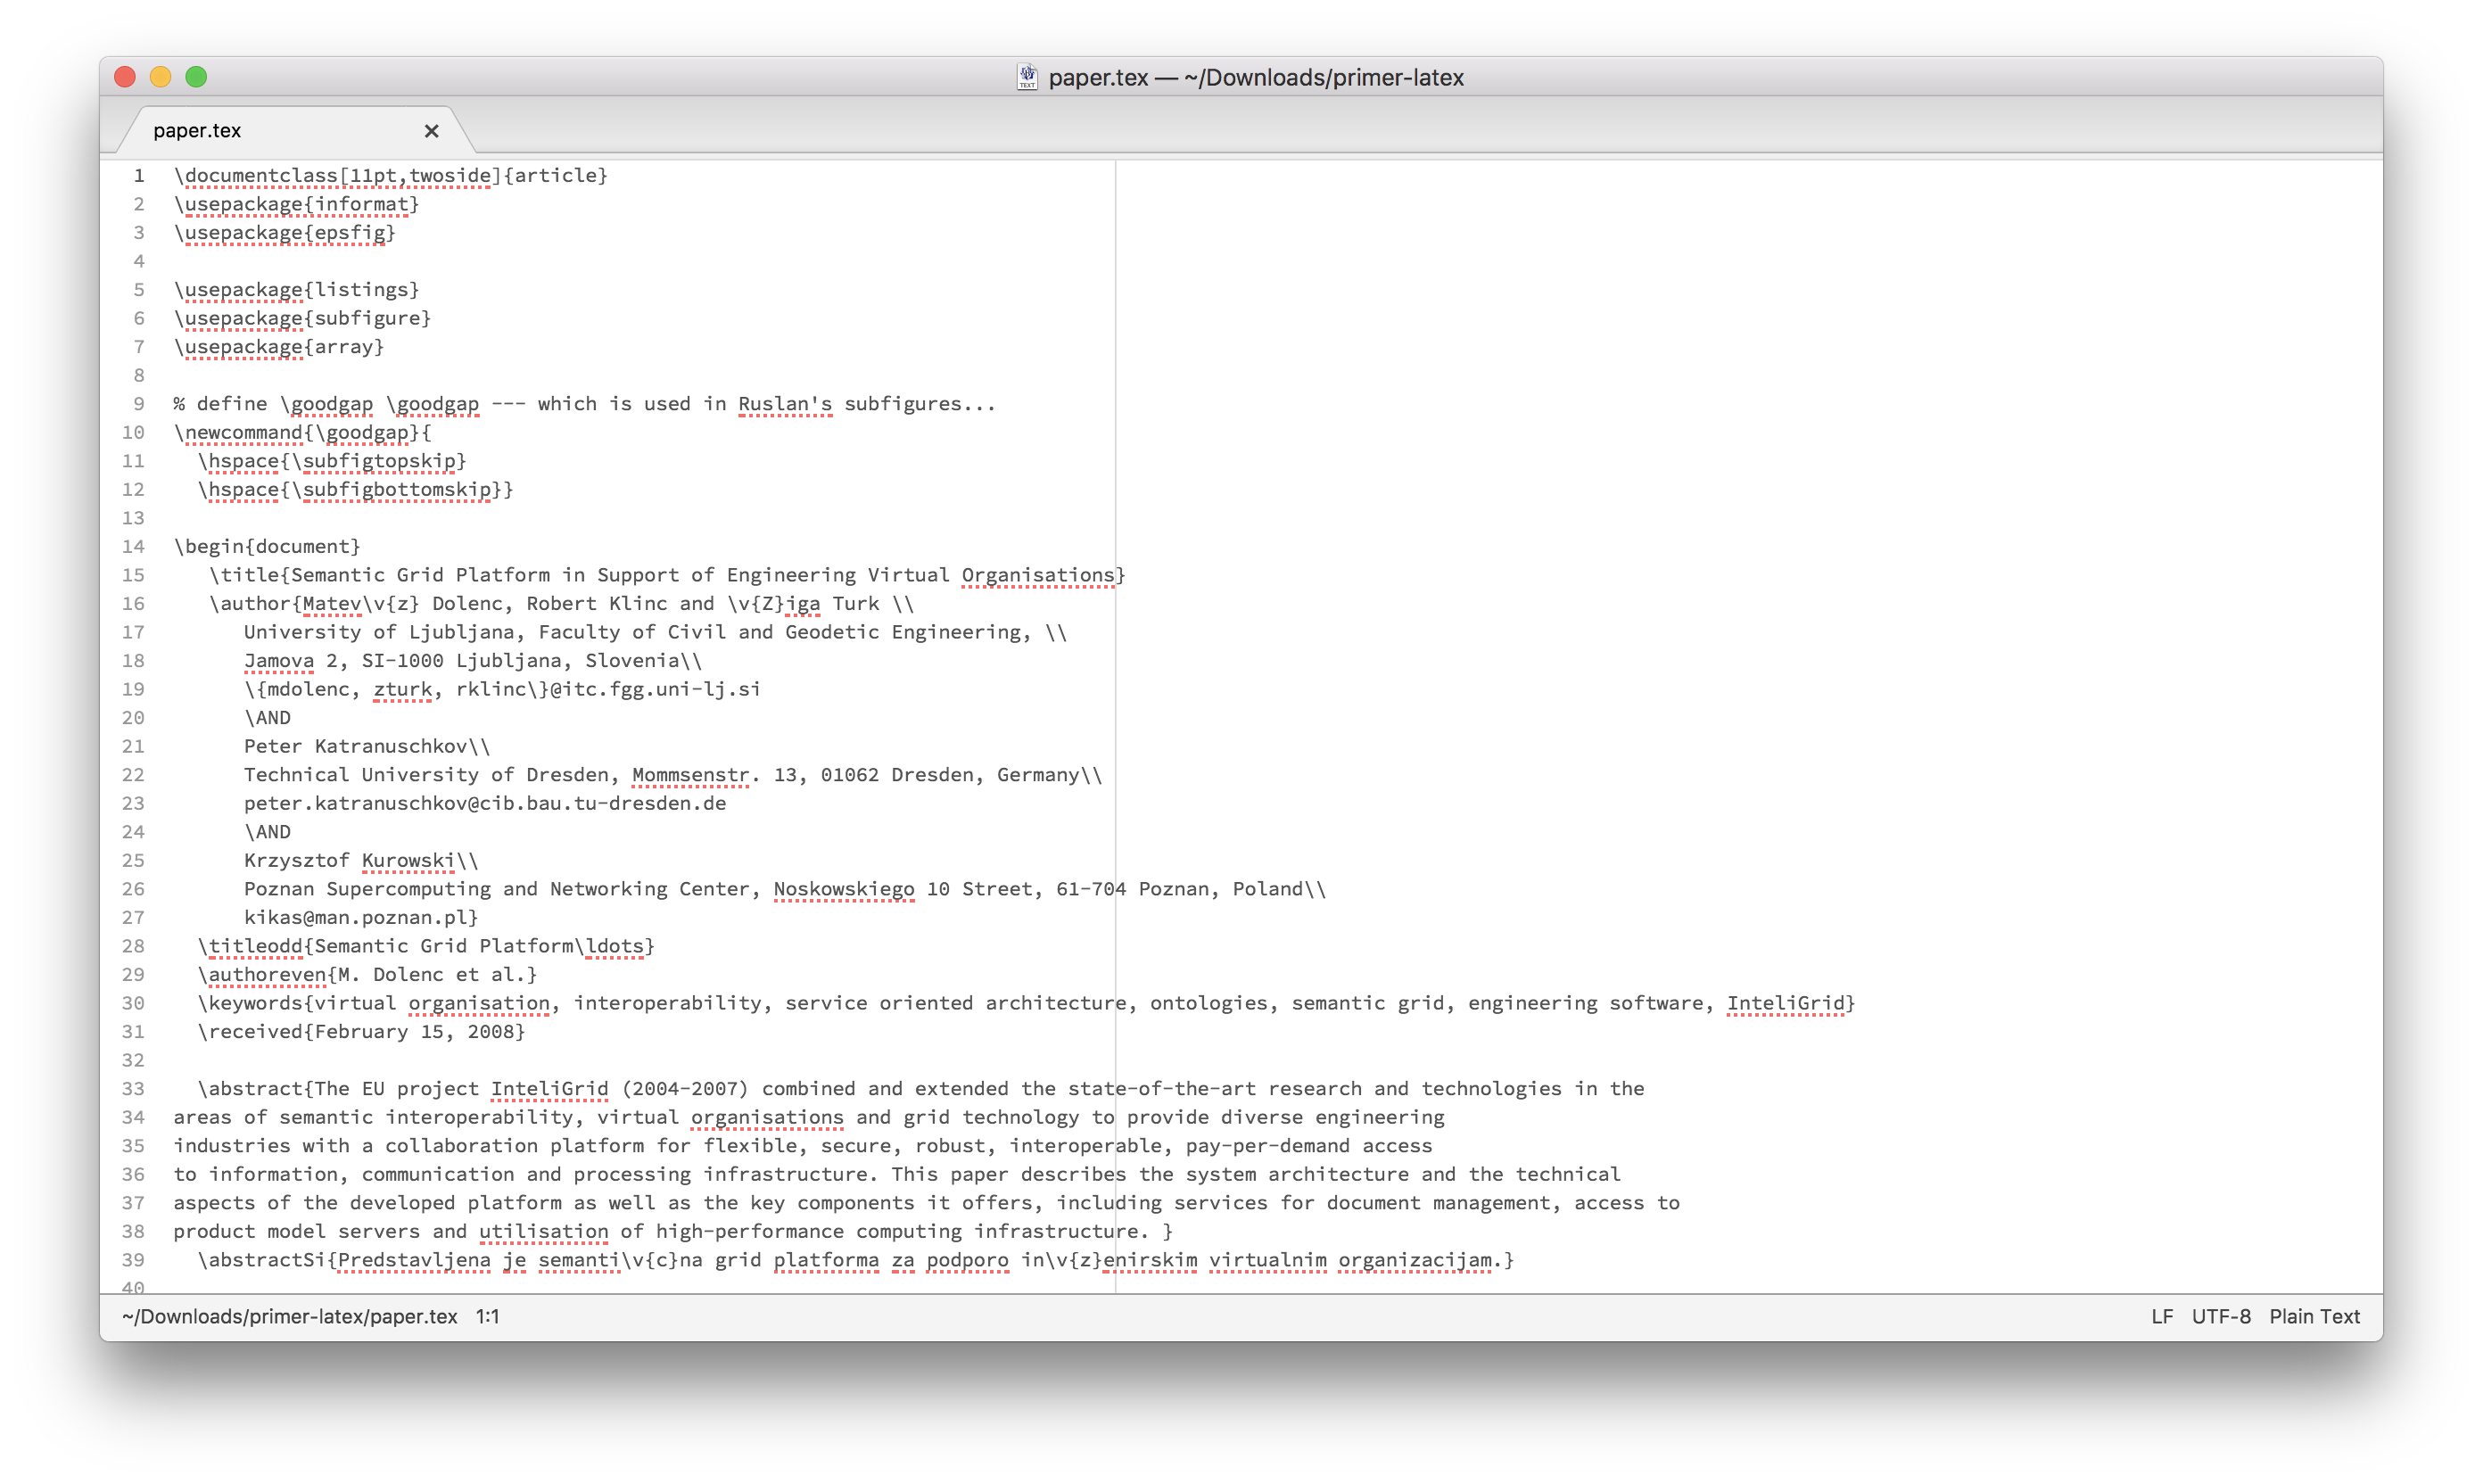 paper.tex — ~/Downloads/primer-latex
paper.tex
1 \documentclass[11pt,twoside]{article}
2 \usepackage{informat}
3 \usepackage{epsfig}
4
5 \usepackage{listings}
6 \usepackage{subfigure}
7 \usepackage{array}
8
9 % define \goodgap \goodgap --- which is used in Ruslan's subfigures...
10 \newcommand{\goodgap}{
11   \hspace{\subfigtopskip}
12   \hspace{\subfigbottomskip}}
13
14 \begin{document}
15    \title{Semantic Grid Platform in Support of Engineering Virtual Organisations}
16    \author{Matev\v{z} Dolenc, Robert Klinc and \v{Z}iga Turk \\
17       University of Ljubljana, Faculty of Civil and Geodetic Engineering, \\
18       Jamova 2, SI-1000 Ljubljana, Slovenia\\
19       \{mdolenc, zturk, rklinc\}@itc.fgg.uni-lj.si
20       \AND
21       Peter Katranuschkov\\
22       Technical University of Dresden, Mommsenstr. 13, 01062 Dresden, Germany\\
23       peter.katranuschkov@cib.bau.tu-dresden.de
24       \AND
25       Krzysztof Kurowski\\
26       Poznan Supercomputing and Networking Center, Noskowskiego 10 Street, 61-704 Poznan, Poland\\
27       kikas@man.poznan.pl}
28   \titleodd{Semantic Grid Platform\ldots}
29   \authoreven{M. Dolenc et al.}
30   \keywords{virtual organisation, interoperability, service oriented architecture, ontologies, semantic grid, engineering software, InteliGrid}
31   \received{February 15, 2008}
32
33   \abstract{The EU project InteliGrid (2004-2007) combined and extended the state-of-the-art research and technologies in the
34 areas of semantic interoperability, virtual organisations and grid technology to provide diverse engineering
35 industries with a collaboration platform for flexible, secure, robust, interoperable, pay-per-demand access
36 to information, communication and processing infrastructure. This paper describes the system architecture and the technical
37 aspects of the developed platform as well as the key components it offers, including services for document management, access to
38 product model servers and utilisation of high-performance computing infrastructure. }
39   \abstractSi{Predstavljena je semanti\v{c}na grid platforma za podporo in\v{z}enirskim virtualnim organizacijam.}
40
~/Downloads/primer-latex/paper.tex 1:1
LF UTF-8 Plain Text